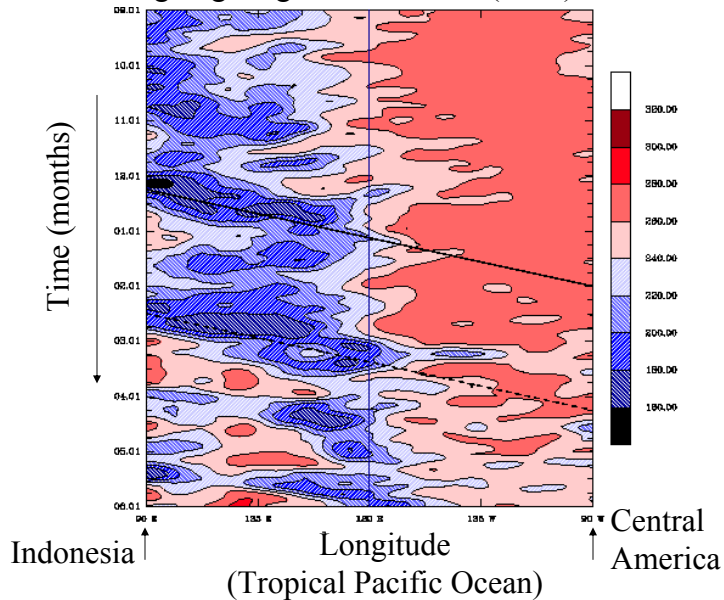 09.01
10.01
11.01
12.01
01.01
02.01
03.01
04.01
05.01
06.01
Time (months)
90 E
135 E
180 E
135 W
90 W
320.00
300.00
280.00
260.00
240.00
220.00
200.00
180.00
160.00
Indonesia
Longitude
(Tropical Pacific Ocean)
Central
America